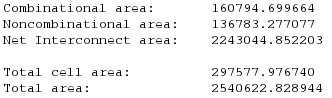 Combinational area: 160794.699664
Noncombinational area: 136783.277077
Net Interconnect area: 2243044.852203
Total cell area: 297577.976740
Total area: 2540622.828944